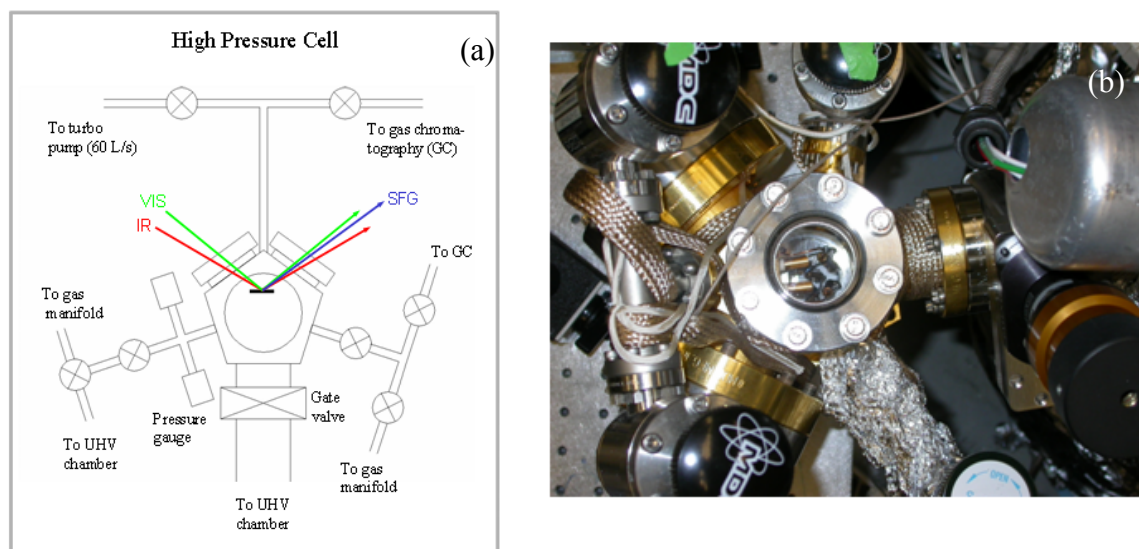 High Pressure Cell
(a)
To turbo
pump (60 L/s)
To gas chroma-
tography (GC)
VIS
IR
SFG
To GC
To gas
manifold
Pressure
gauge
Gate
valve
To UHV
chamber
To gas
manifold
To UHV
chamber
(b)
MDC
MDC
OPEN